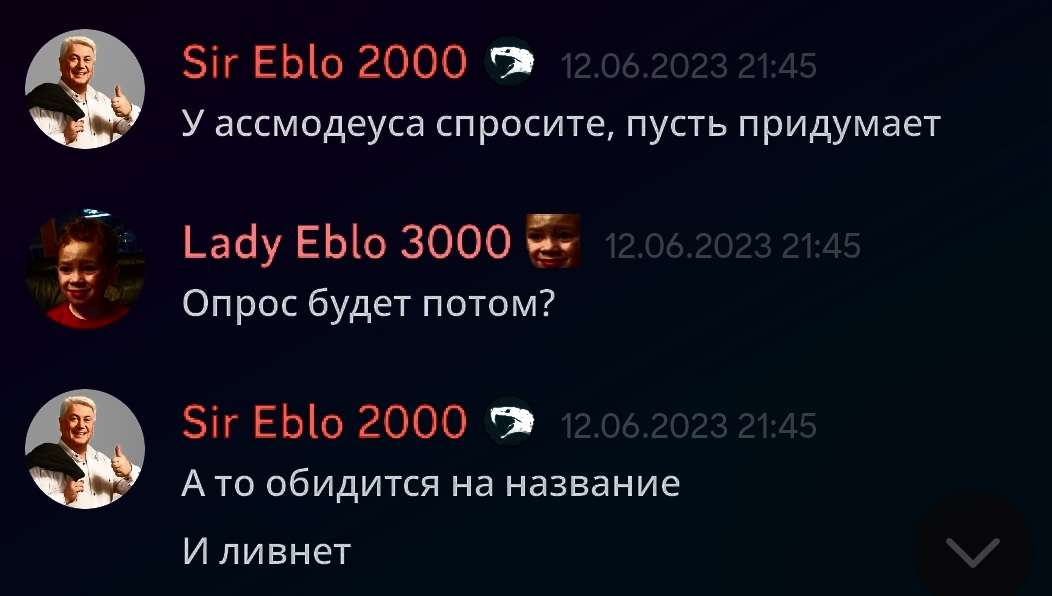 Sir Eblo 2000 12.06.2023 21:45
У ассмодеуса спросите, пусть придумает
Lady Eblo 3000 12.06.2023 21:45
Опрос будет потом?
Sir Eblo 2000 12.06.2023 21:45
А то обидится на название
И ливнет